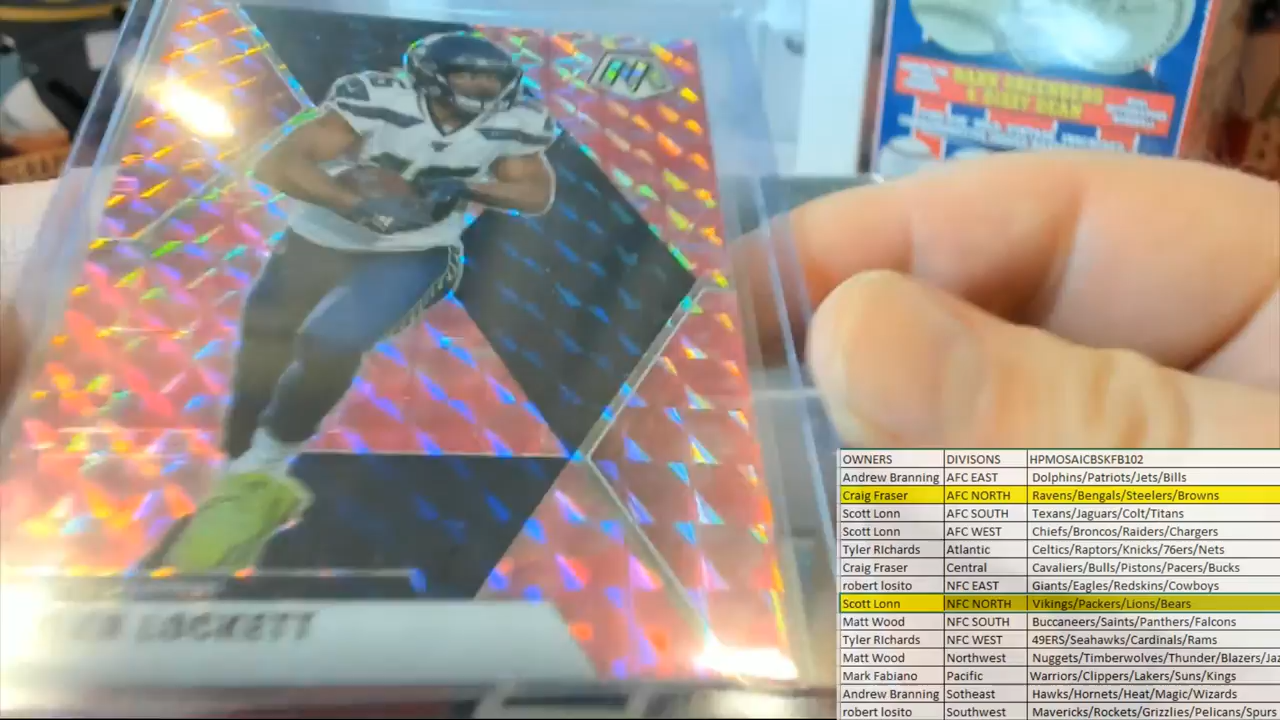 HANK GREENBERG
& DIZZY DEAN
LOCKETT
OWNERS DIVISONS HPMOSAICBSKFB102
Andrew Branning AFC EAST Dolphins/Patriots/Jets/Bills
Craig Fraser AFC NORTH Ravens/Bengals/Steelers/Browns
Scott Lonn AFC SOUTH Texans/Jaguars/Colt/Titans
Scott Lonn AFC WEST Chiefs/Broncos/Raiders/Chargers
Tyler RIchards Atlantic Celtics/Raptors/Knicks/76ers/Nets
Craig Fraser Central Cavaliers/Bulls/Pistons/Pacers/Bucks
robert losito NFC EAST Giants/Eagles/Redskins/Cowboys
Scott Lonn NFC NORTH Vikings/Packers/Lions/Bears
Matt Wood NFC SOUTH Buccaneers/Saints/Panthers/Falcons
Tyler RIchards NFC WEST 49ERS/Seahawks/Cardinals/Rams
Matt Wood Northwest Nuggets/Timberwolves/Thunder/Blazers/Jaz
Mark Fabiano Pacific Warriors/Clippers/Lakers/Suns/Kings
Andrew Branning Sotheast Hawks/Hornets/Heat/Magic/Wizards
robert losito Southwest Mavericks/Rockets/Grizzlies/Pelicans/Spurs